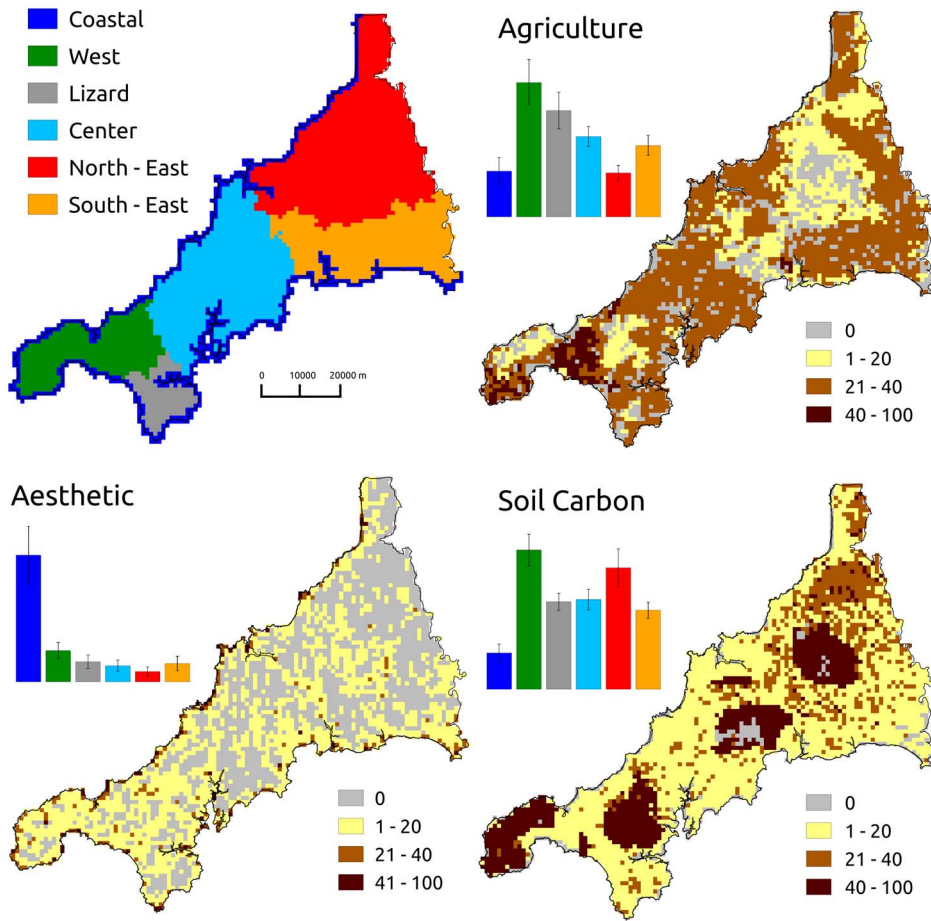 Coastal
West
Lizard
Center
North - East
South - East
0 10000 20000 m
Agriculture
0
1 - 20
21 - 40
40 - 100
Aesthetic
0
1 - 20
21 - 40
41 - 100
Soil Carbon
0
1 - 20
21 - 40
40 - 100